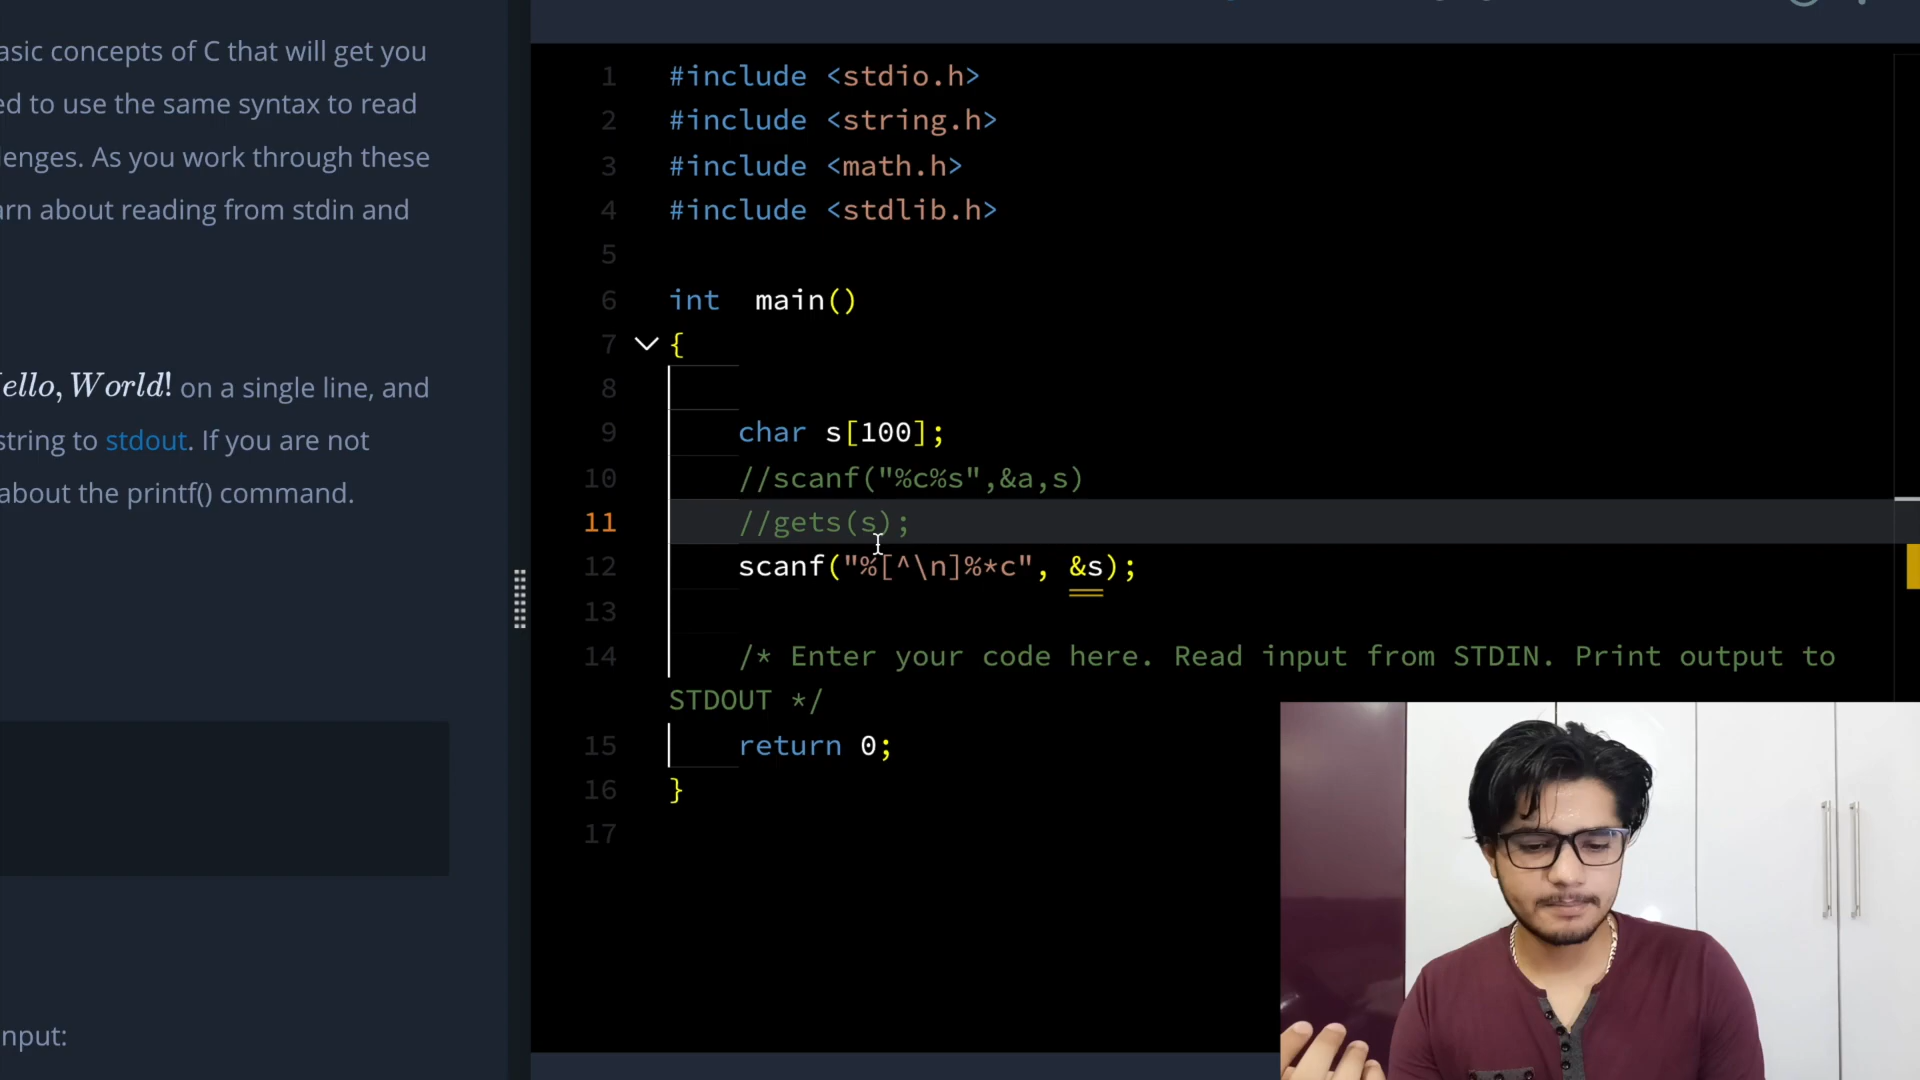 asic concepts of C that will get you
ed to use the same syntax to read
lenges. As you work through these
arn about reading from stdin and
ello, World! on a single line, and
string to stdout. If you are not
about the printf() command.
nput:
1 #include <stdio.h>
2 #include <string.h>
3 #include <math.h>
4 #include <stdlib.h>
5
6 int  main()
7 {
8
9 char s[100];
10 //scanf("%c%s",&a,s)
11 //gets(s);
12 scanf("%[^\n]%*c", &s);
13
14 /* Enter your code here. Read input from STDIN. Print output to
STDOUT */
15 return 0;
16 }
17